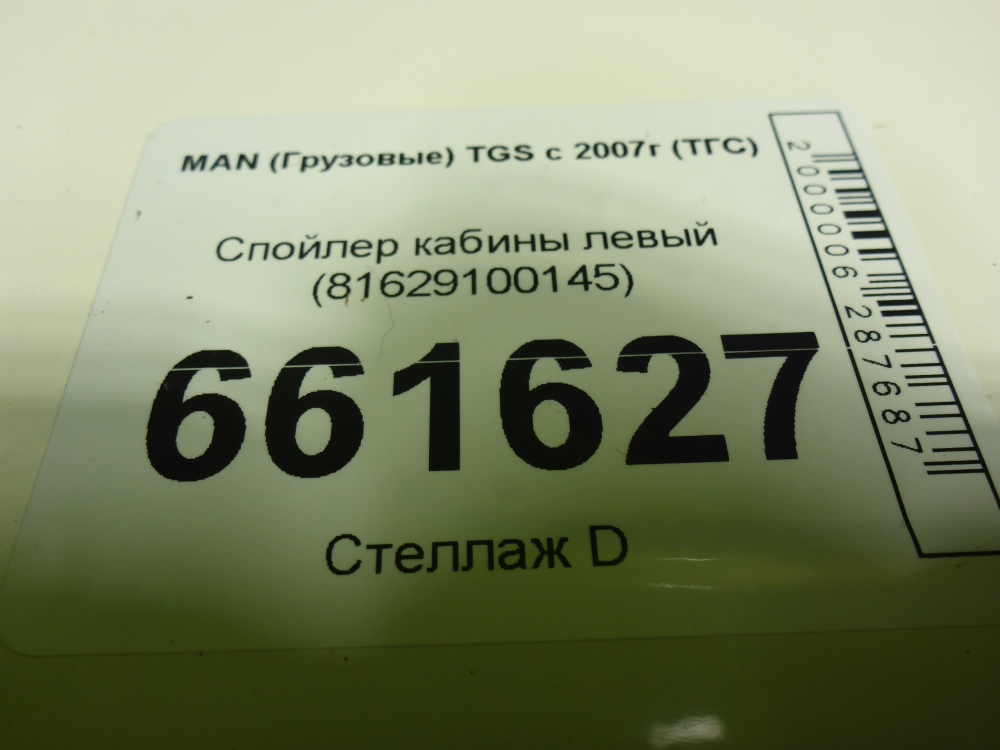 MAN (Грузовые) TGS с 2007г (ТГС)
Спойлер кабины левый
(81629100145)
661627
Стеллаж D
2000006287687